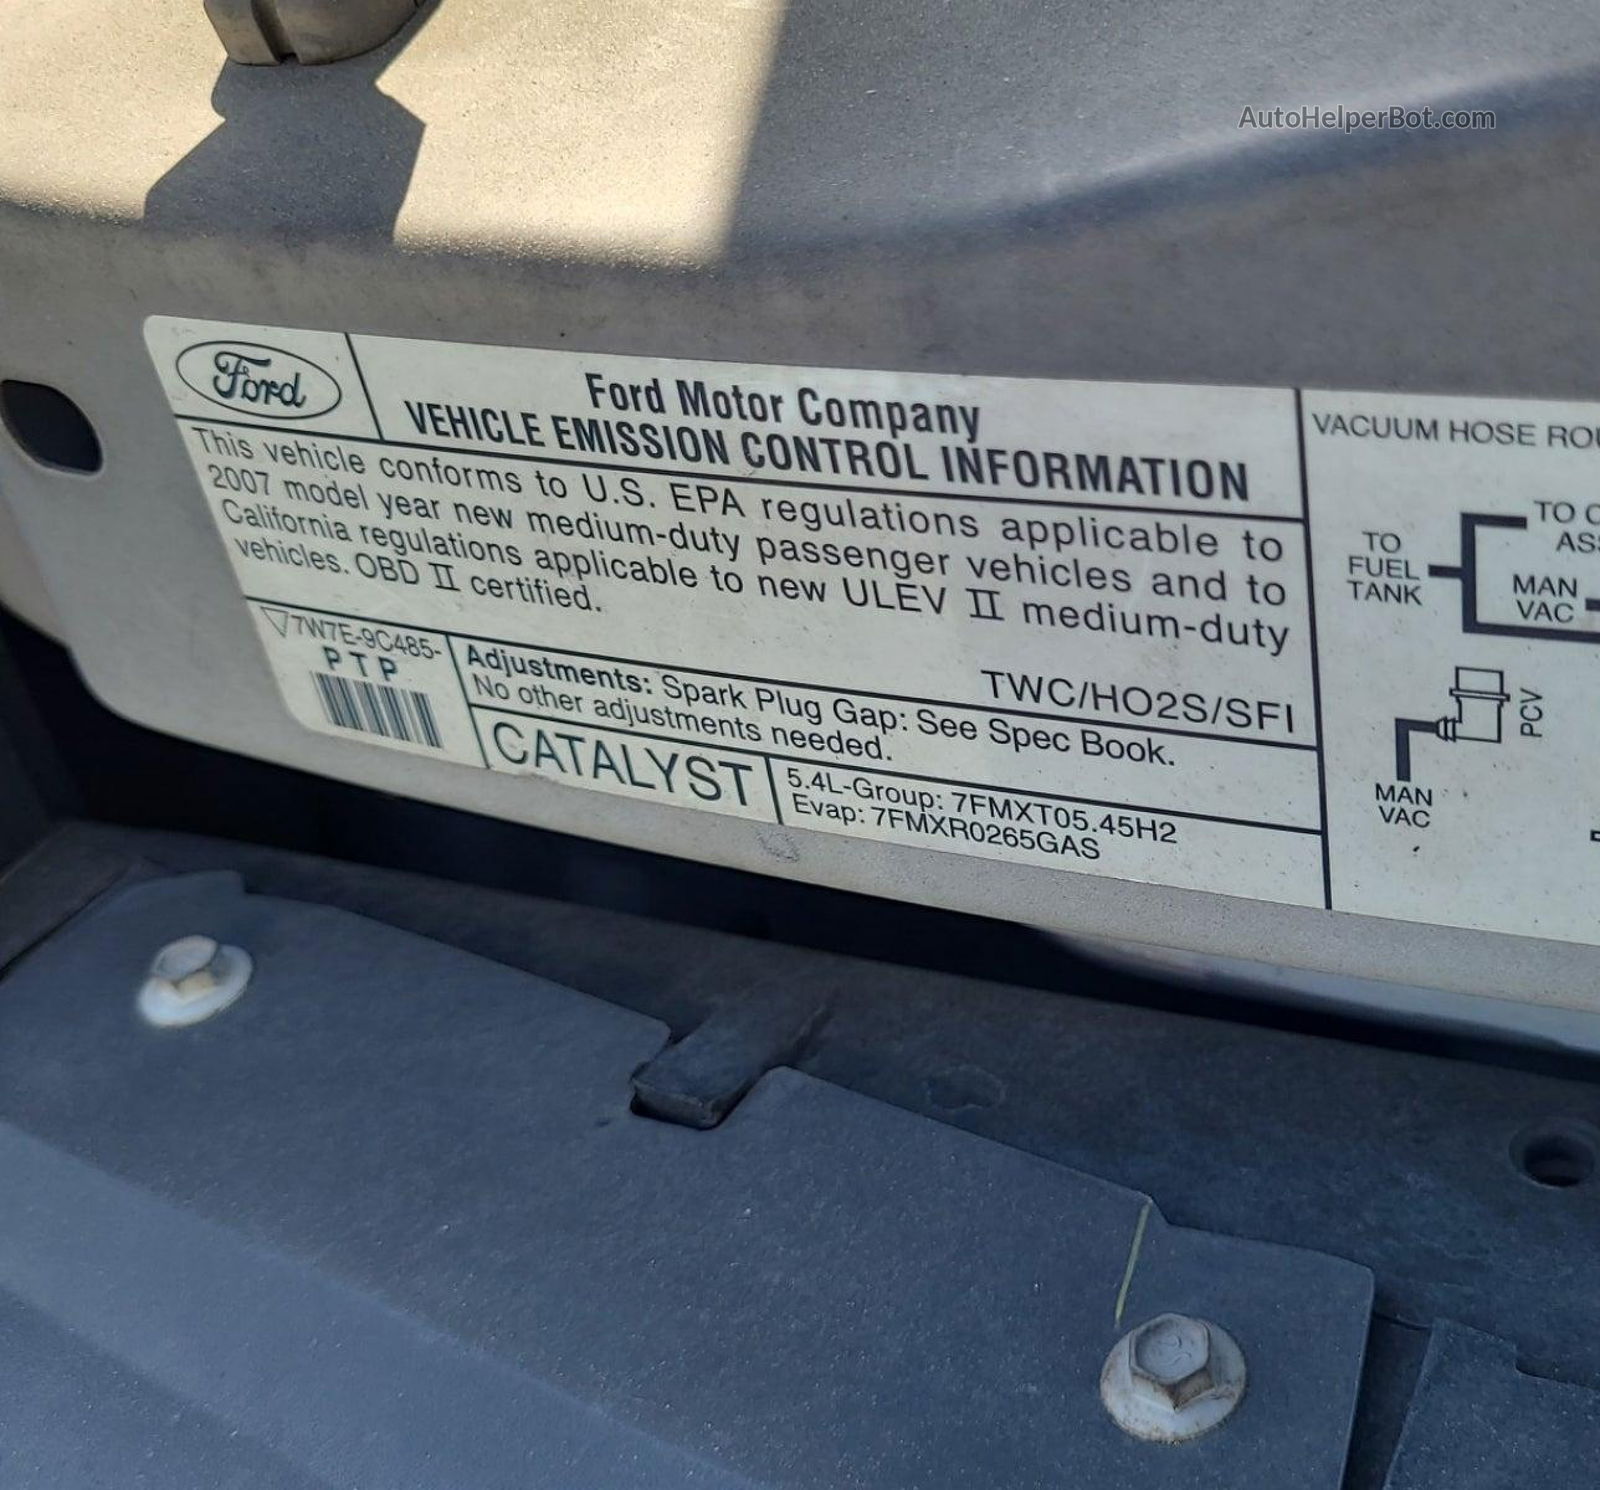 AutoHelperBot.com
Ford
Ford Motor Company
VEHICLE EMISSION CONTROL INFORMATION
This vehicle conforms to U.S. EPA regulations applicable to
2007 model year new medium-duty passenger vehicles and to
California regulations applicable to new ULEV II medium-duty
vehicles. OBD II certified.
TWC/HO2S/SFI
7W7E-9C485-
PTP
Adjustments: Spark Plug Gap: See Spec Book.
No other adjustments needed.
CATALYST
5.4L-Group: 7FMXT05.45H2
Evap: 7FMXR0265GAS
VACUUM HOSE ROU
TO C
ASS
TO
FUEL
TANK
MAN
VAC
PCV
MAN
VAC